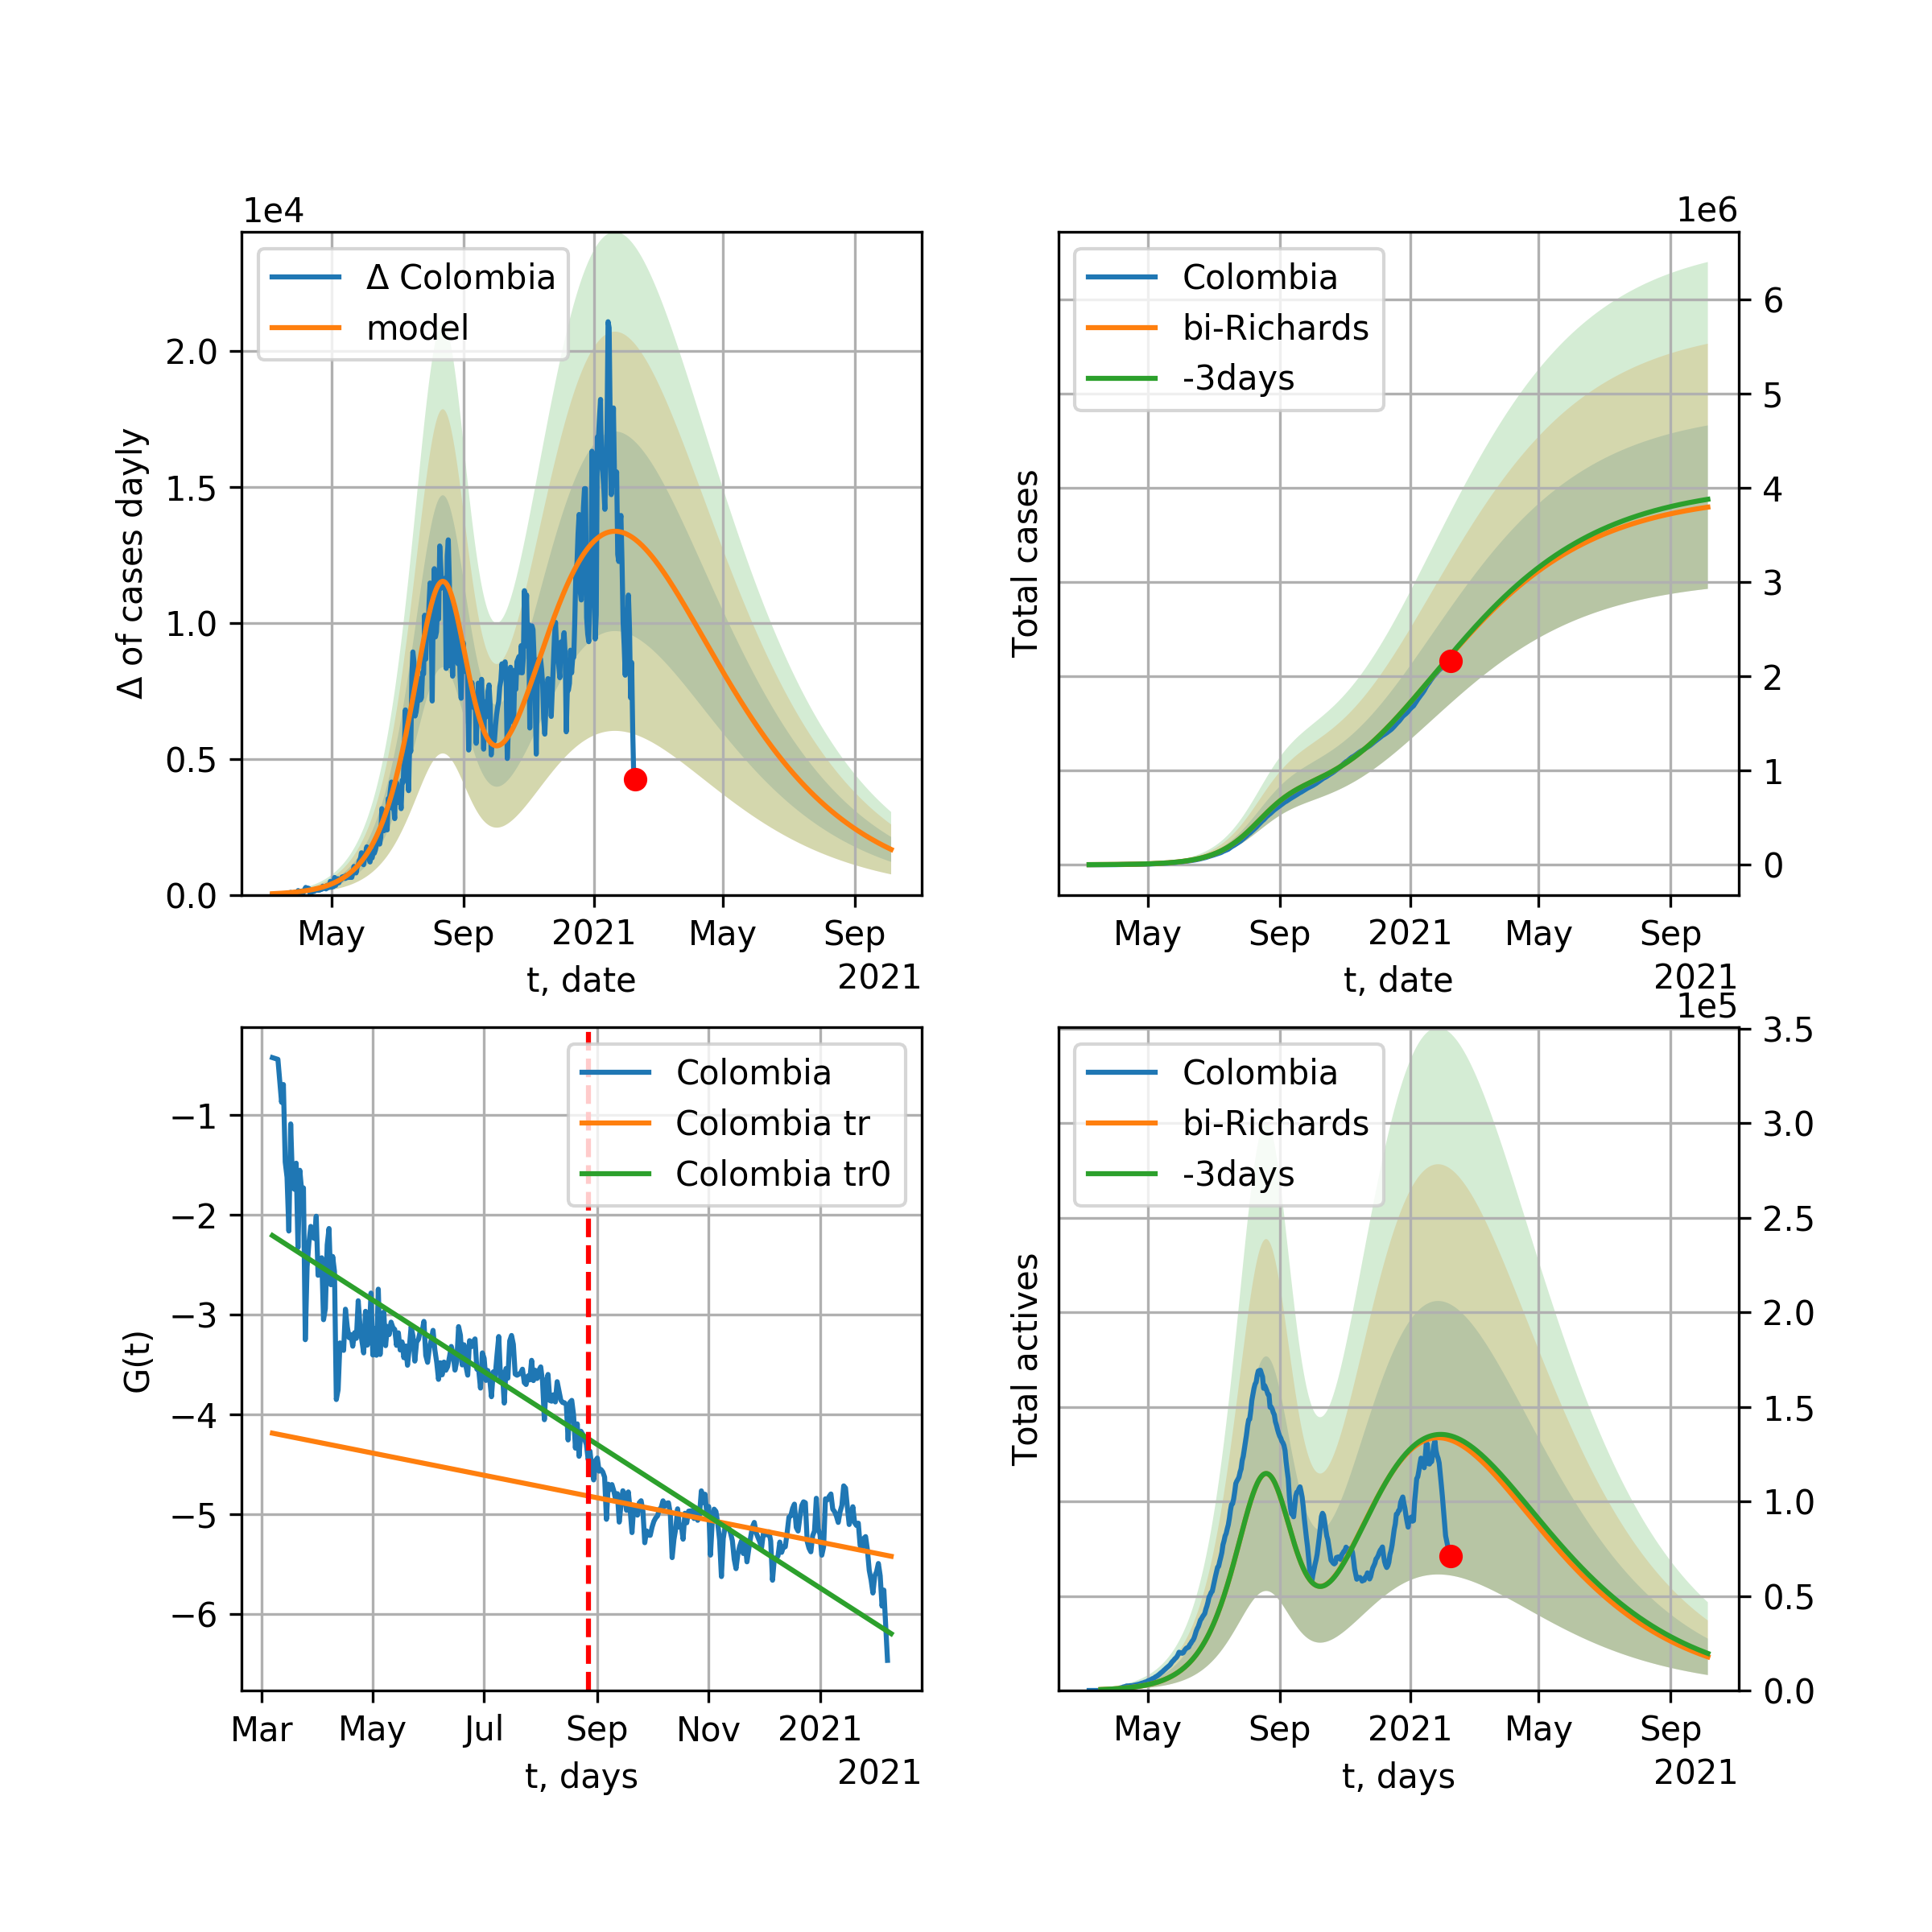 1e4
Δ Colombia
model
2.0
1.5
1.0
0.5
0.0
Δ of cases dayly
May Sep 2021 May Sep
t, date
2021
1e6
Colombia
bi-Richards
-3days
6
5
4
3
2
1
0
Total cases
May Sep 2021 May Sep
t, date
2021
Colombia
Colombia tr
Colombia tr0
−1
−2
−3
−4
−5
−6
G(t)
Mar May Jul Sep Nov 2021
t, days
2021
1e5
Colombia
bi-Richards
-3days
3.5
3.0
2.5
2.0
1.5
1.0
0.5
0.0
Total actives
May Sep 2021 May Sep
t, days
2021